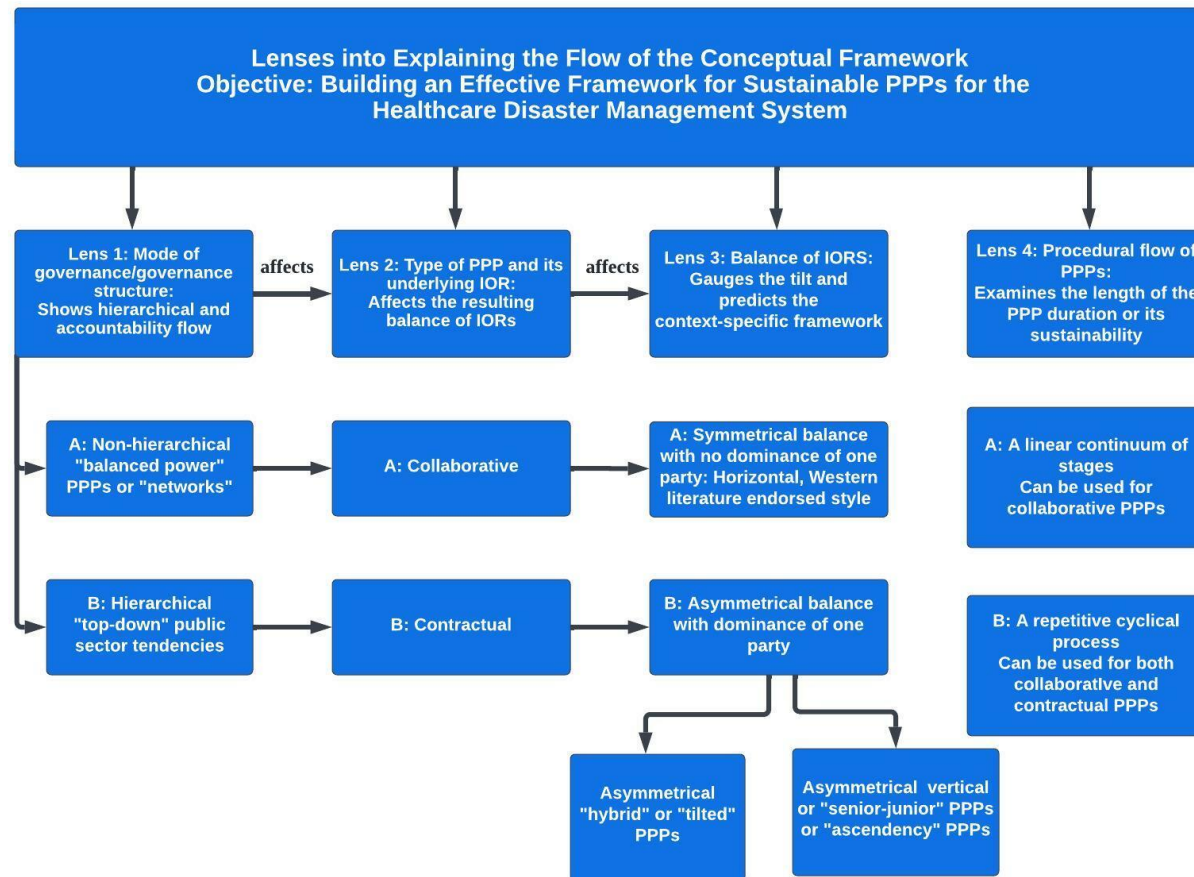 Lenses into Explaining the Flow of the Conceptual Framework
Objective: Building an Effective Framework for Sustainable PPPs for the
Healthcare Disaster Management System
Lens 1: Mode of
governance/governance
structure:
Shows hierarchical and
accountability flow
affects
Lens 2: Type of PPP and its
underlying IOR:
Affects the resulting
balance of IORs
affects
Lens 3: Balance of IORS:
Gauges the tilt and
predicts the
context-specific framework
Lens 4: Procedural flow of
PPPs:
Examines the length of the
PPP duration or its
sustainability
A: Non-hierarchical
"balanced power"
PPPs or "networks"
A: Collaborative
A: Symmetrical balance
with no dominance of one
party: Horizontal, Western
literature endorsed style
A: A linear continuum of
stages
Can be used for
collaborative PPPs
B: Hierarchical
"top-down" public
sector tendencies
B: Contractual
B: Asymmetrical balance
with dominance of one
party
B: A repetitive cyclical
process
Can be used for both
collaborative and
contractual PPPs
Asymmetrical
"hybrid" or "tilted"
PPPs
Asymmetrical vertical
or "senior-junior" PPPs
or "ascendency" PPPs